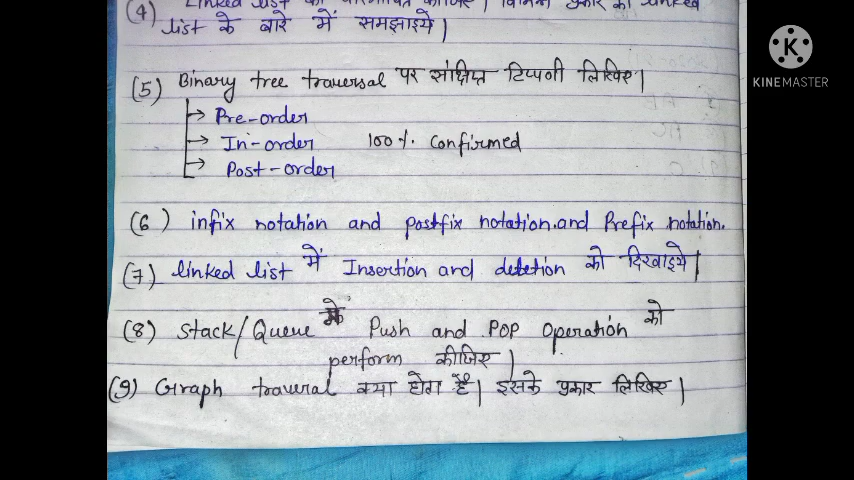 (4) Linked list को परिभाषित कीजिए। विभिन्न प्रकार की linked
list के बारे में समझाइये|
(5) Binary tree traversal पर संक्षिप्त टिप्पणी लिखिए|
Pre-order
In-order 100% Confirmed
Post-order
(6) infix notation and postfix notation.and Prefix notation.
(7) linked list में Insertion and deletion को दिखाइये|
(8) Stack/Queue में Push and POP Operation को
perform कीजिए|
(9) Graph traveral क्या होता है| इसके प्रकार लिखिए|
K
KINEMASTER